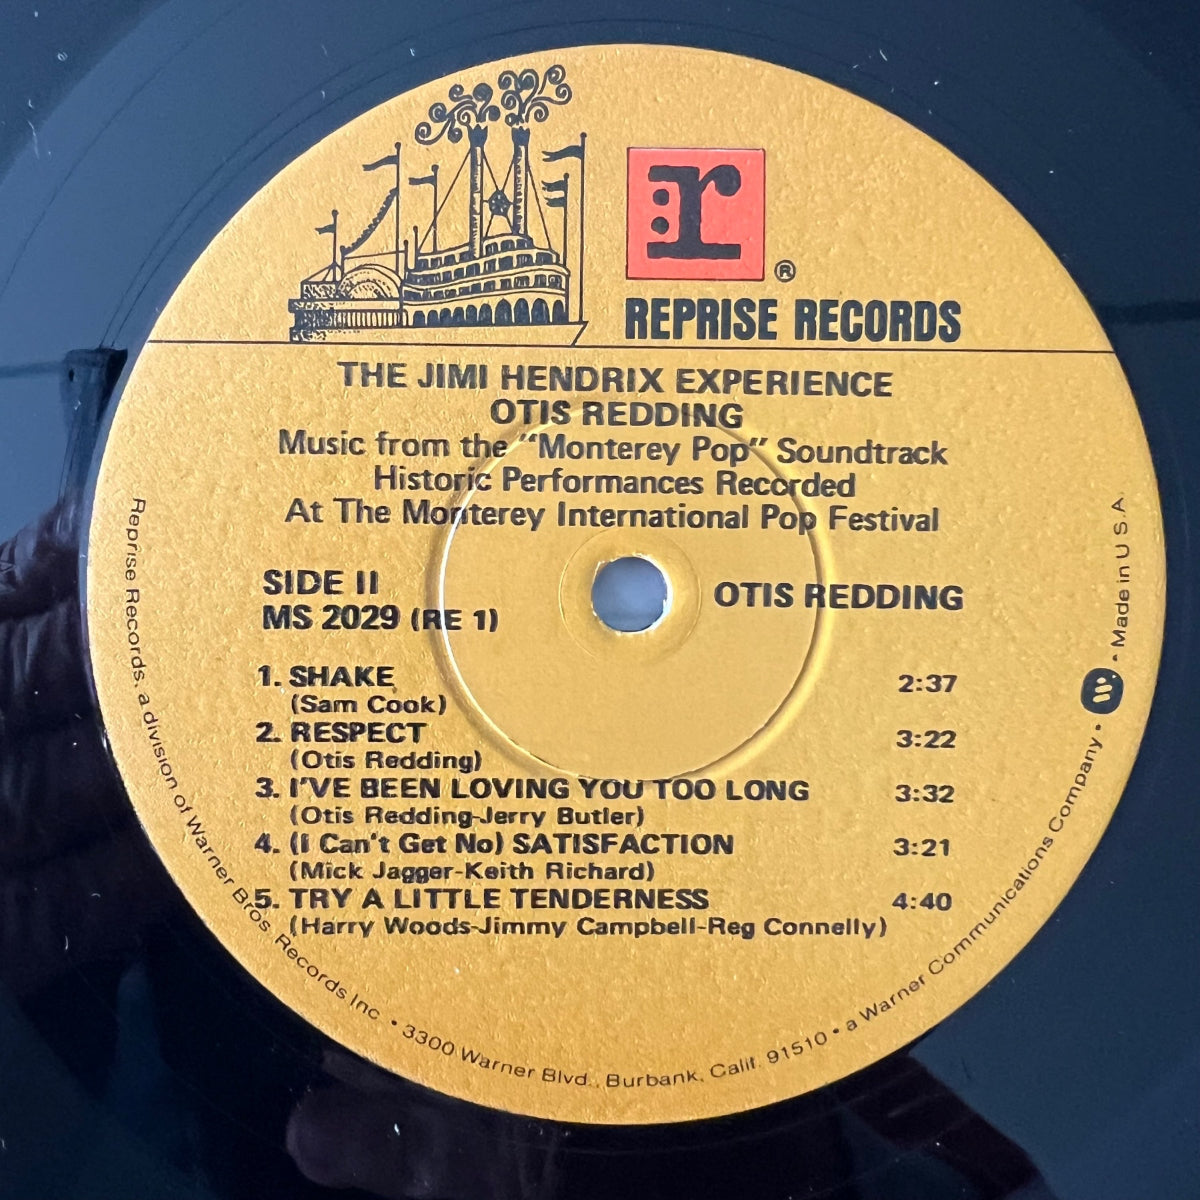 r
®
REPRISE RECORDS
THE JIMI HENDRIX EXPERIENCE
OTIS REDDING
Music from the "Monterey Pop" Soundtrack
Historic Performances Recorded
At The Monterey International Pop Festival
SIDE II
MS 2029 (RE 1)
OTIS REDDING
1. SHAKE 2:37
(Sam Cook)
2. RESPECT 3:22
(Otis Redding)
3. I'VE BEEN LOVING YOU TOO LONG 3:32
(Otis Redding-Jerry Butler)
4. (I Can't Get No) SATISFACTION 3:21
(Mick Jagger-Keith Richard)
5. TRY A LITTLE TENDERNESS 4:40
(Harry Woods-Jimmy Campbell-Reg Connelly)
Reprise Records, a division of Warner Bros. Records Inc • 3300 Warner Blvd., Burbank, Calif. 91510 • a Warner Communications Company • W • Made in U S A